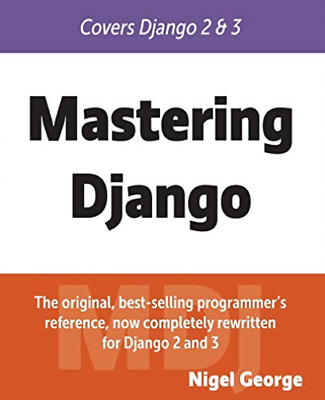 Covers Django 2 & 3
Mastering
Django
MDJ
The original, best-selling programmer's
reference, now completely rewritten
for Django 2 and 3
Nigel George